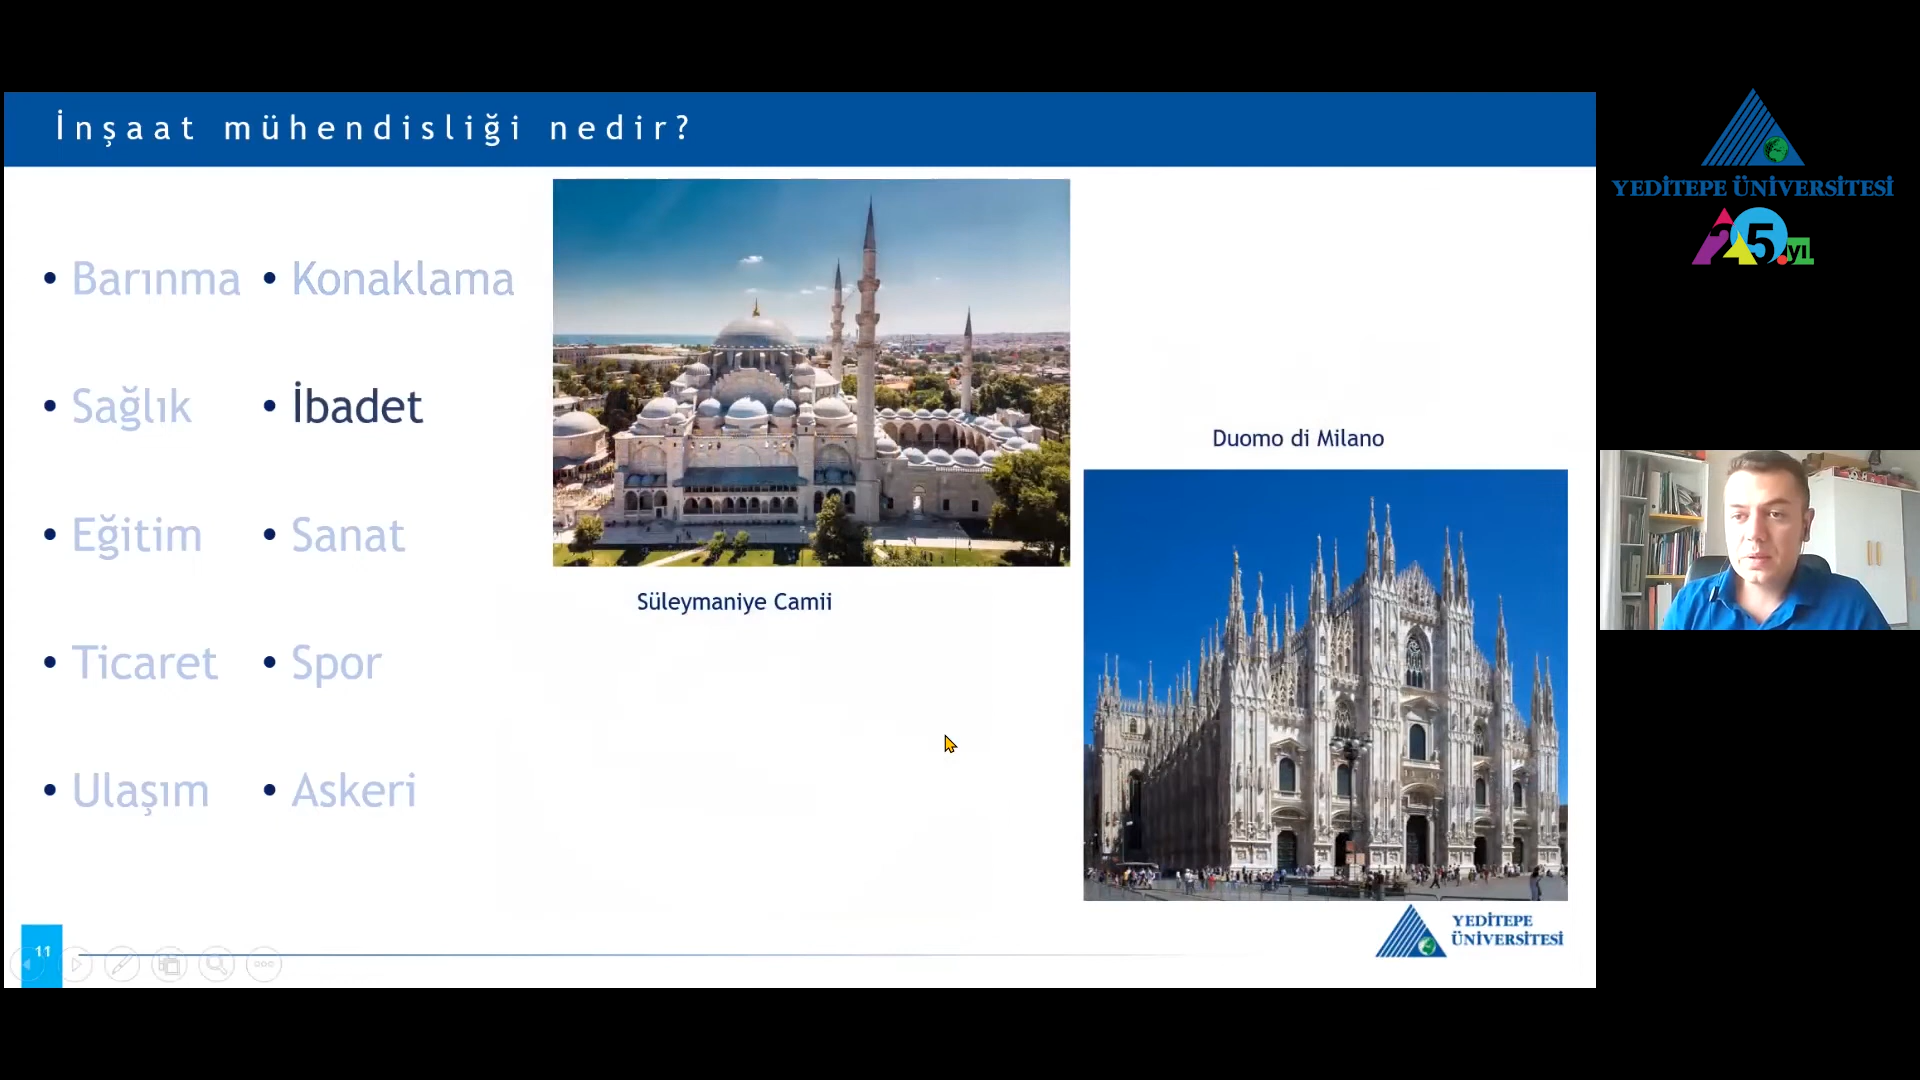 İnşaat mühendisliği nedir?
• Barınma
• Konaklama
• Sağlık
• İbadet
• Eğitim
• Sanat
• Ticaret
• Spor
• Ulaşım
• Askeri
Süleymaniye Camii
Duomo di Milano
11
YEDİTEPE
ÜNİVERSİTESİ
YEDİTEPE ÜNİVERSİTESİ
25.yıl